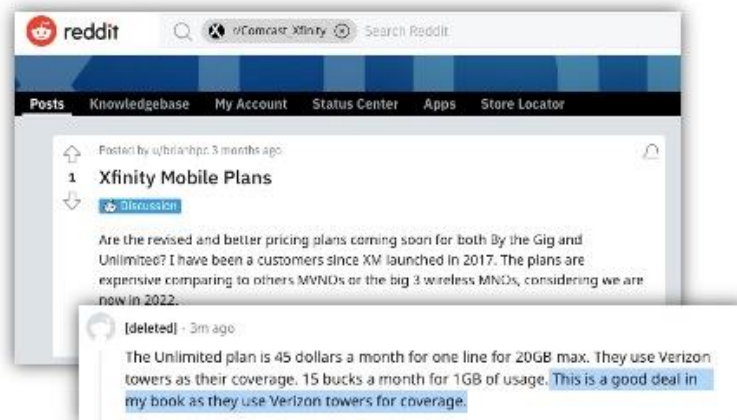 reddit
r/Comcast_Xfinity Search Reddit
Posts Knowledgebase My Account Status Center Apps Store Locator
Posted by u/brianhpc 3 months ago
1
Xfinity Mobile Plans
Discussion
Are the revised and better pricing plans coming soon for both By the Gig and
Unlimited? I have been a customers since XM launched in 2017. The plans are
expensive comparing to others MVNOs or the big 3 wireless MNOs, considering we are
now in 2022.
[deleted] · 3m ago
The Unlimited plan is 45 dollars a month for one line for 20GB max. They use Verizon
towers as their coverage. 15 bucks a month for 1GB of usage. This is a good deal in
my book as they use Verizon towers for coverage.